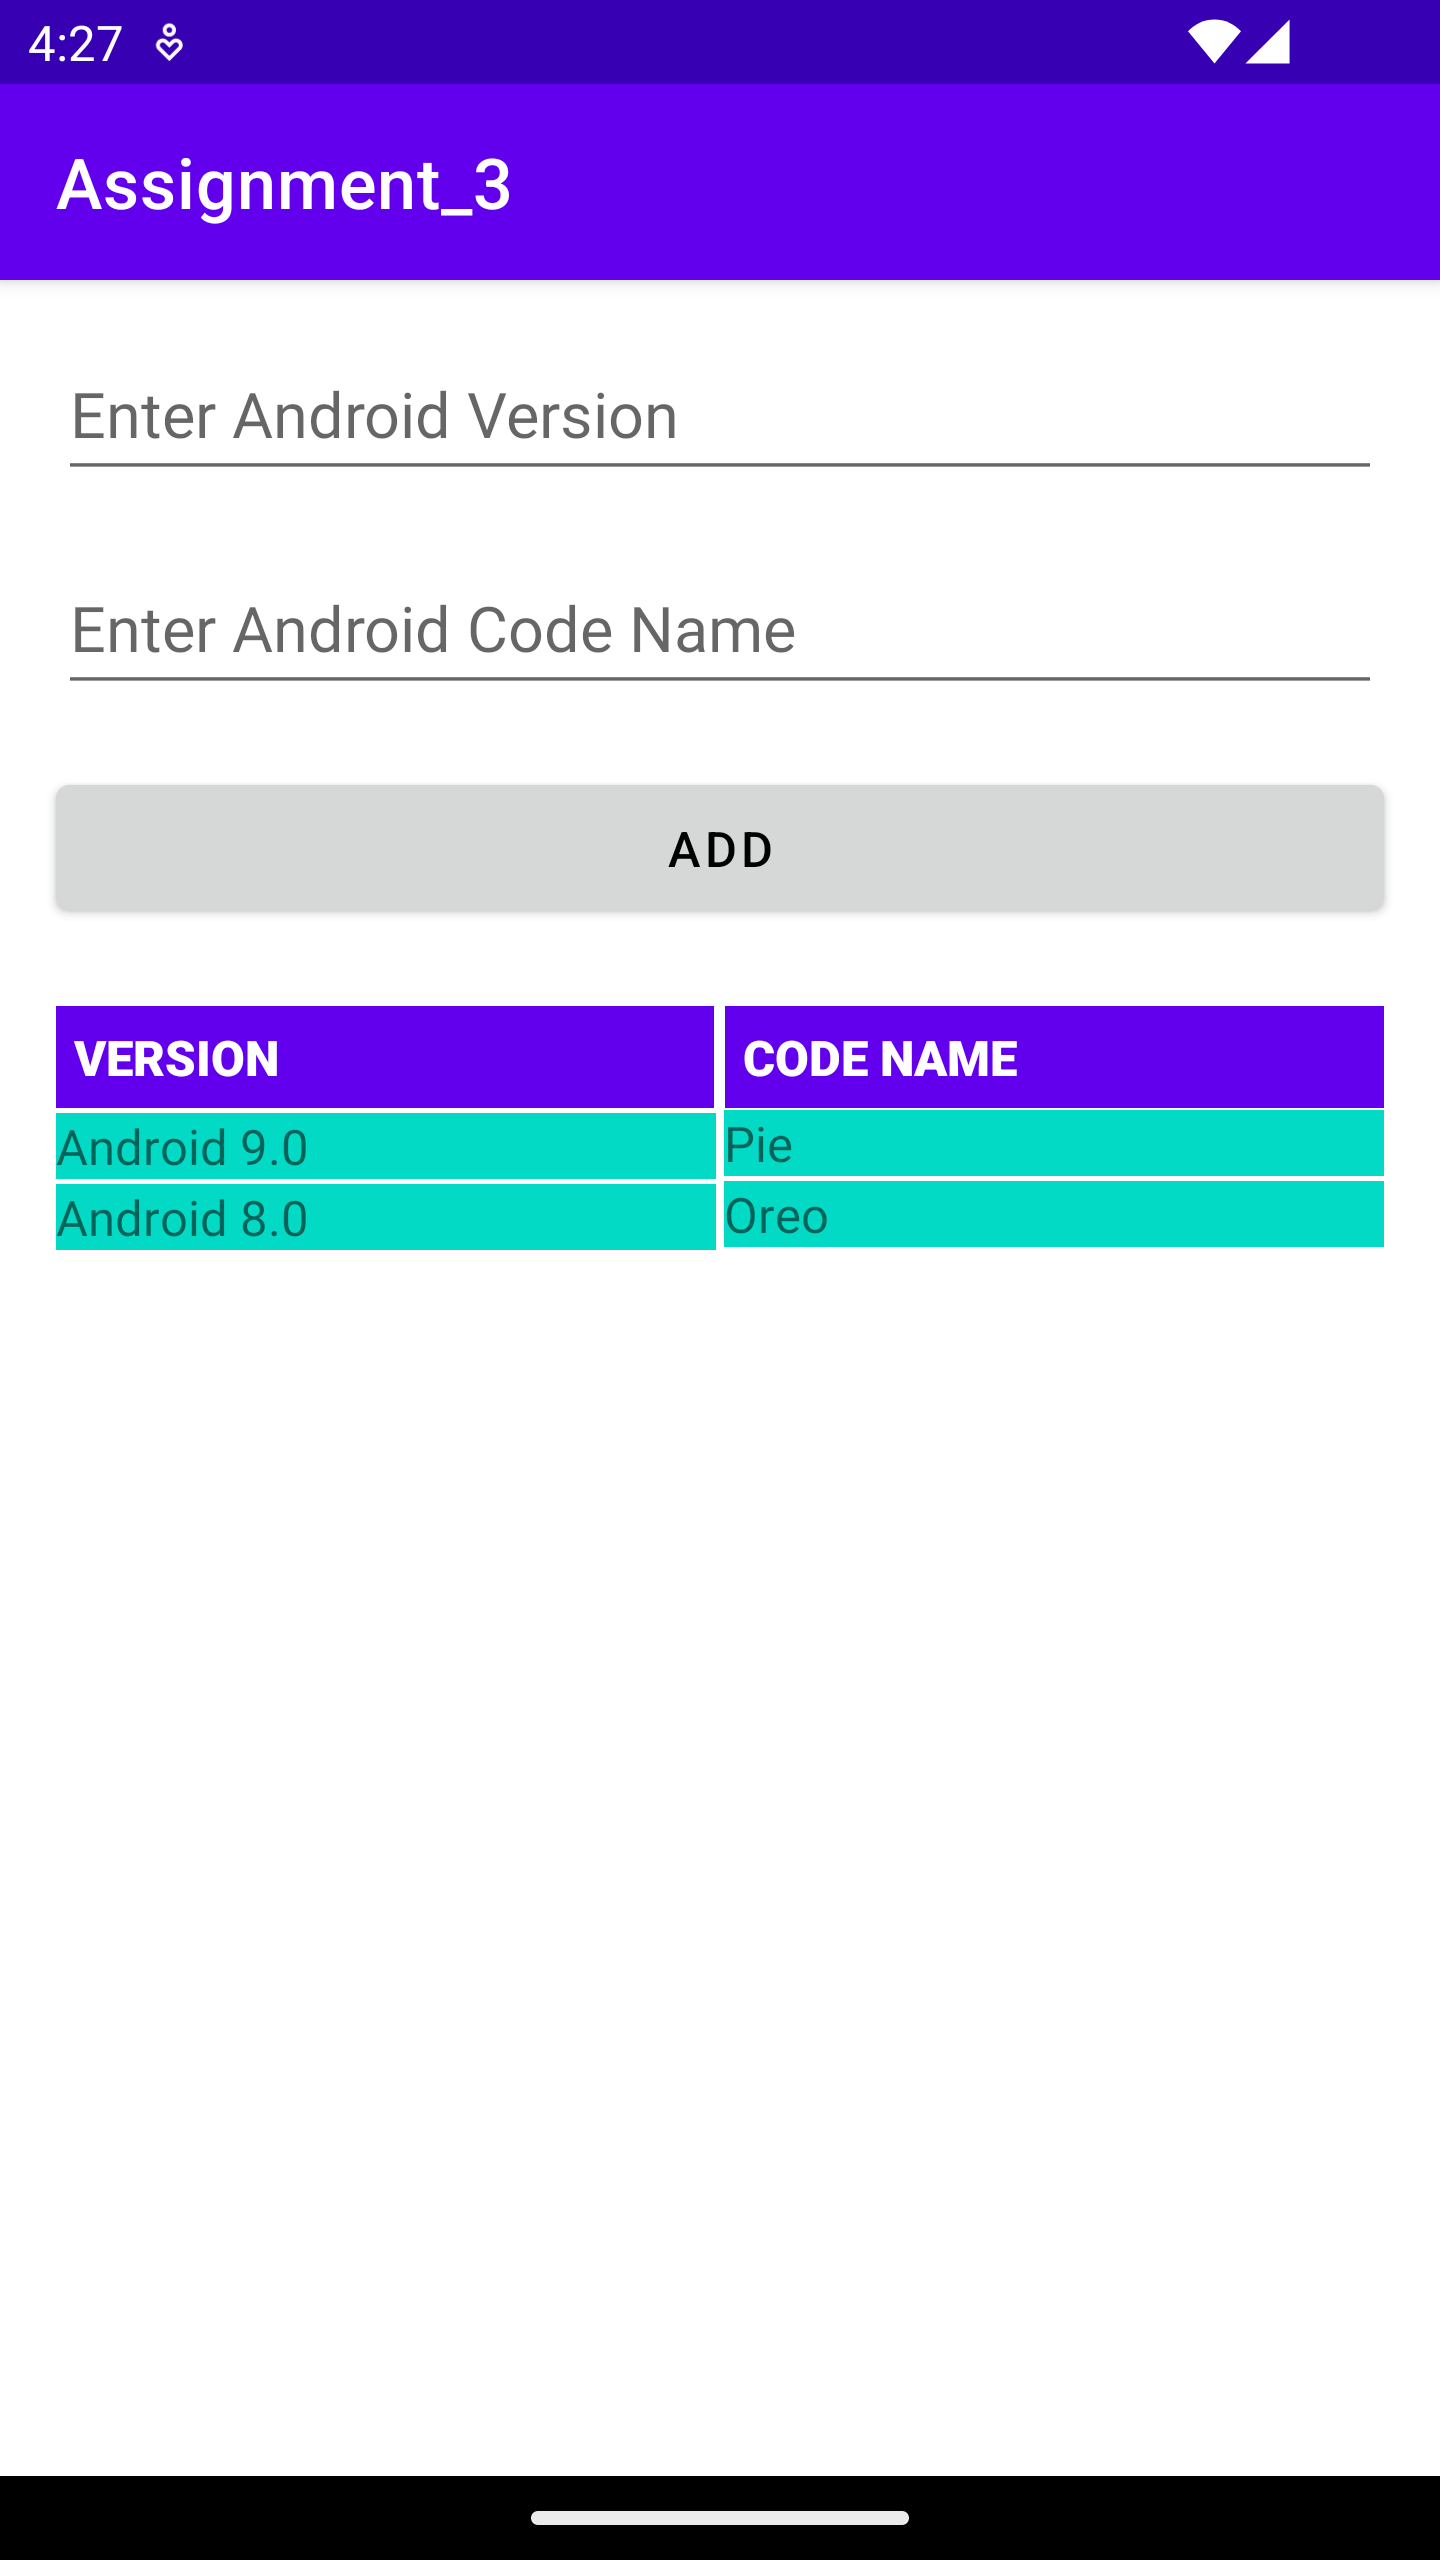 4:27
Assignment_3
Enter Android Version
Enter Android Code Name
ADD
VERSION CODE NAME
Android 9.0 Pie
Android 8.0 Oreo